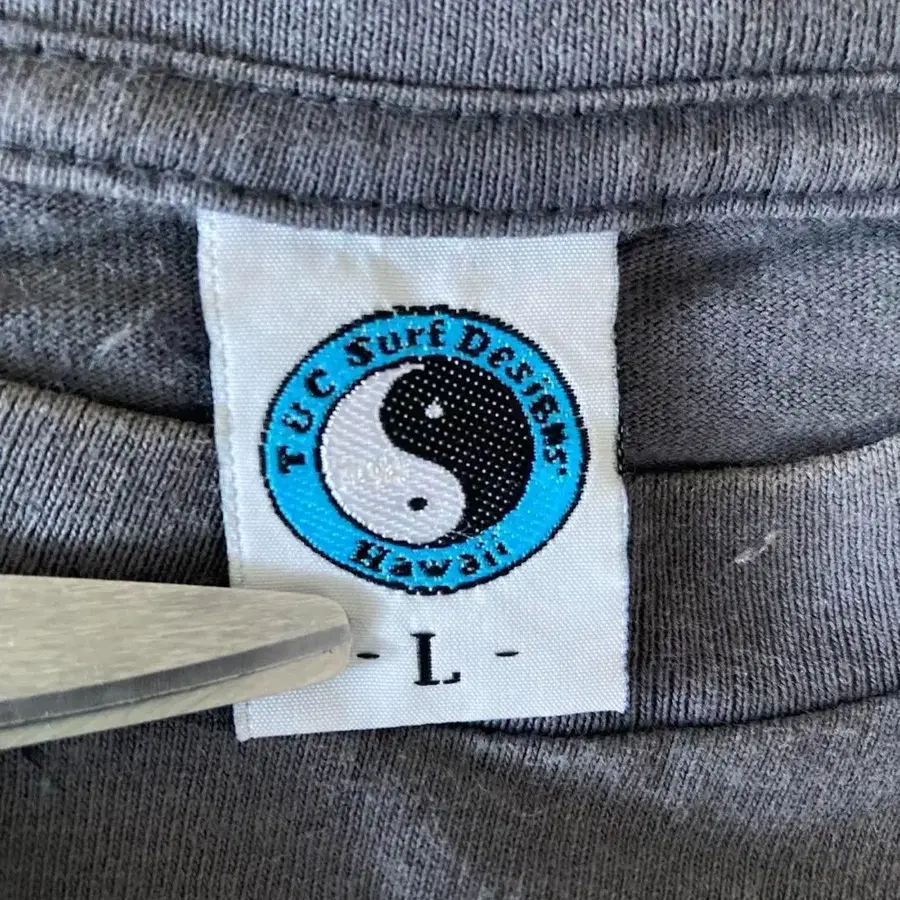 T&C Surf Designs'
Hawaii
- L -